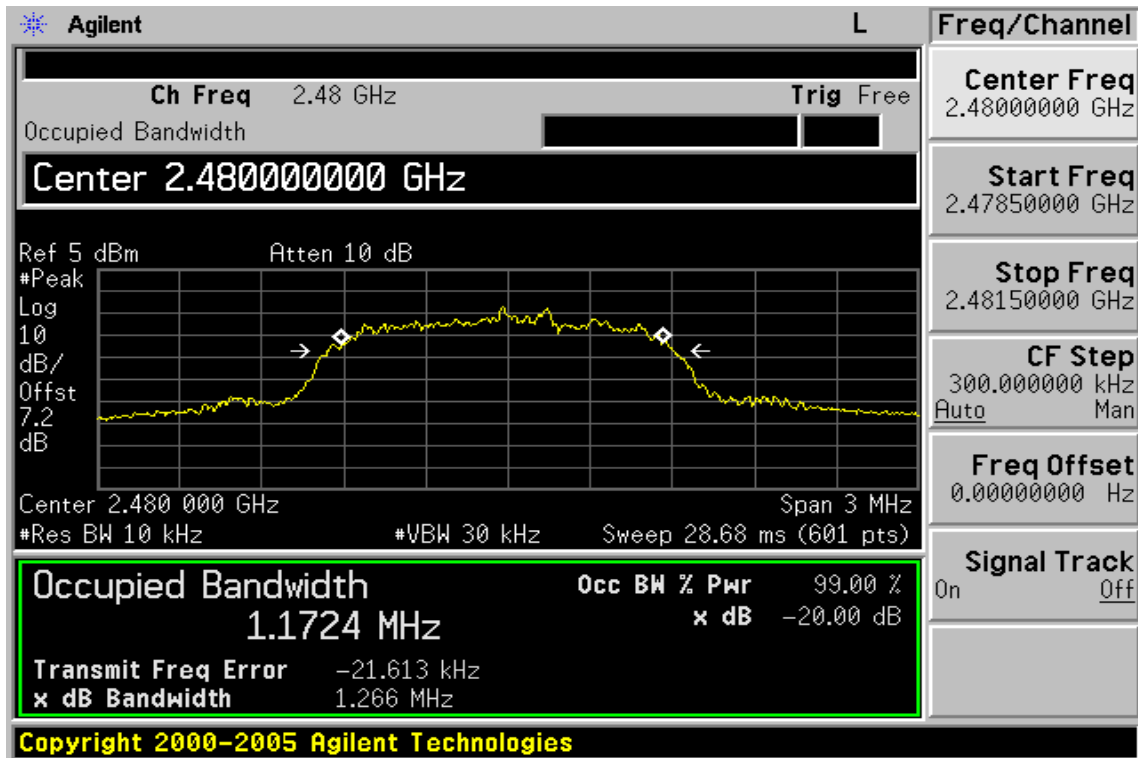 Agilent L
Freq/Channel
Ch Freq 2.48 GHz Trig Free
Occupied Bandwidth
Center 2.480000000 GHz
Ref 5 dBm Atten 10 dB
#Peak
Log
10
dB/
Offst
7.2
dB
Center 2.480 000 GHz Span 3 MHz
#Res BW 10 kHz #VBW 30 kHz Sweep 28.68 ms (601 pts)
Occupied Bandwidth Occ BW % Pwr 99.00 %
1.1724 MHz x dB -20.00 dB
Transmit Freq Error -21.613 kHz
x dB Bandwidth 1.266 MHz
Center Freq
2.48000000 GHz
Start Freq
2.47850000 GHz
Stop Freq
2.48150000 GHz
CF Step
300.000000 kHz
Auto Man
Freq Offset
0.00000000 Hz
Signal Track
On Off
Copyright 2000-2005 Agilent Technologies